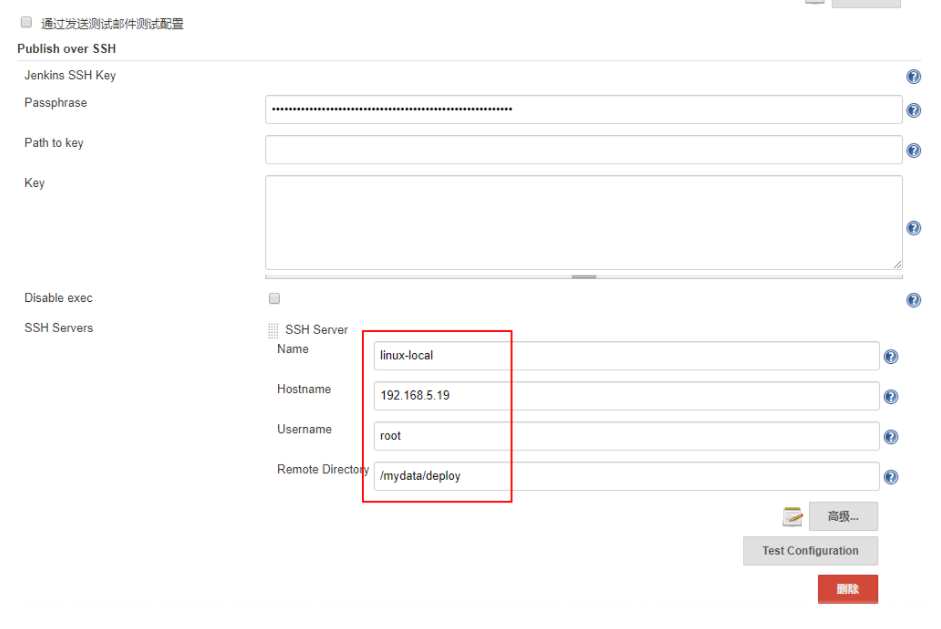 通过发送测试邮件测试配置
Publish over SSH
Jenkins SSH Key
Passphrase
Path to key
Key
Disable exec
SSH Servers
SSH Server
Name
linux-local
Hostname
192.168.5.19
Username
root
Remote Directory
/mydata/deploy
高级...
Test Configuration
删除